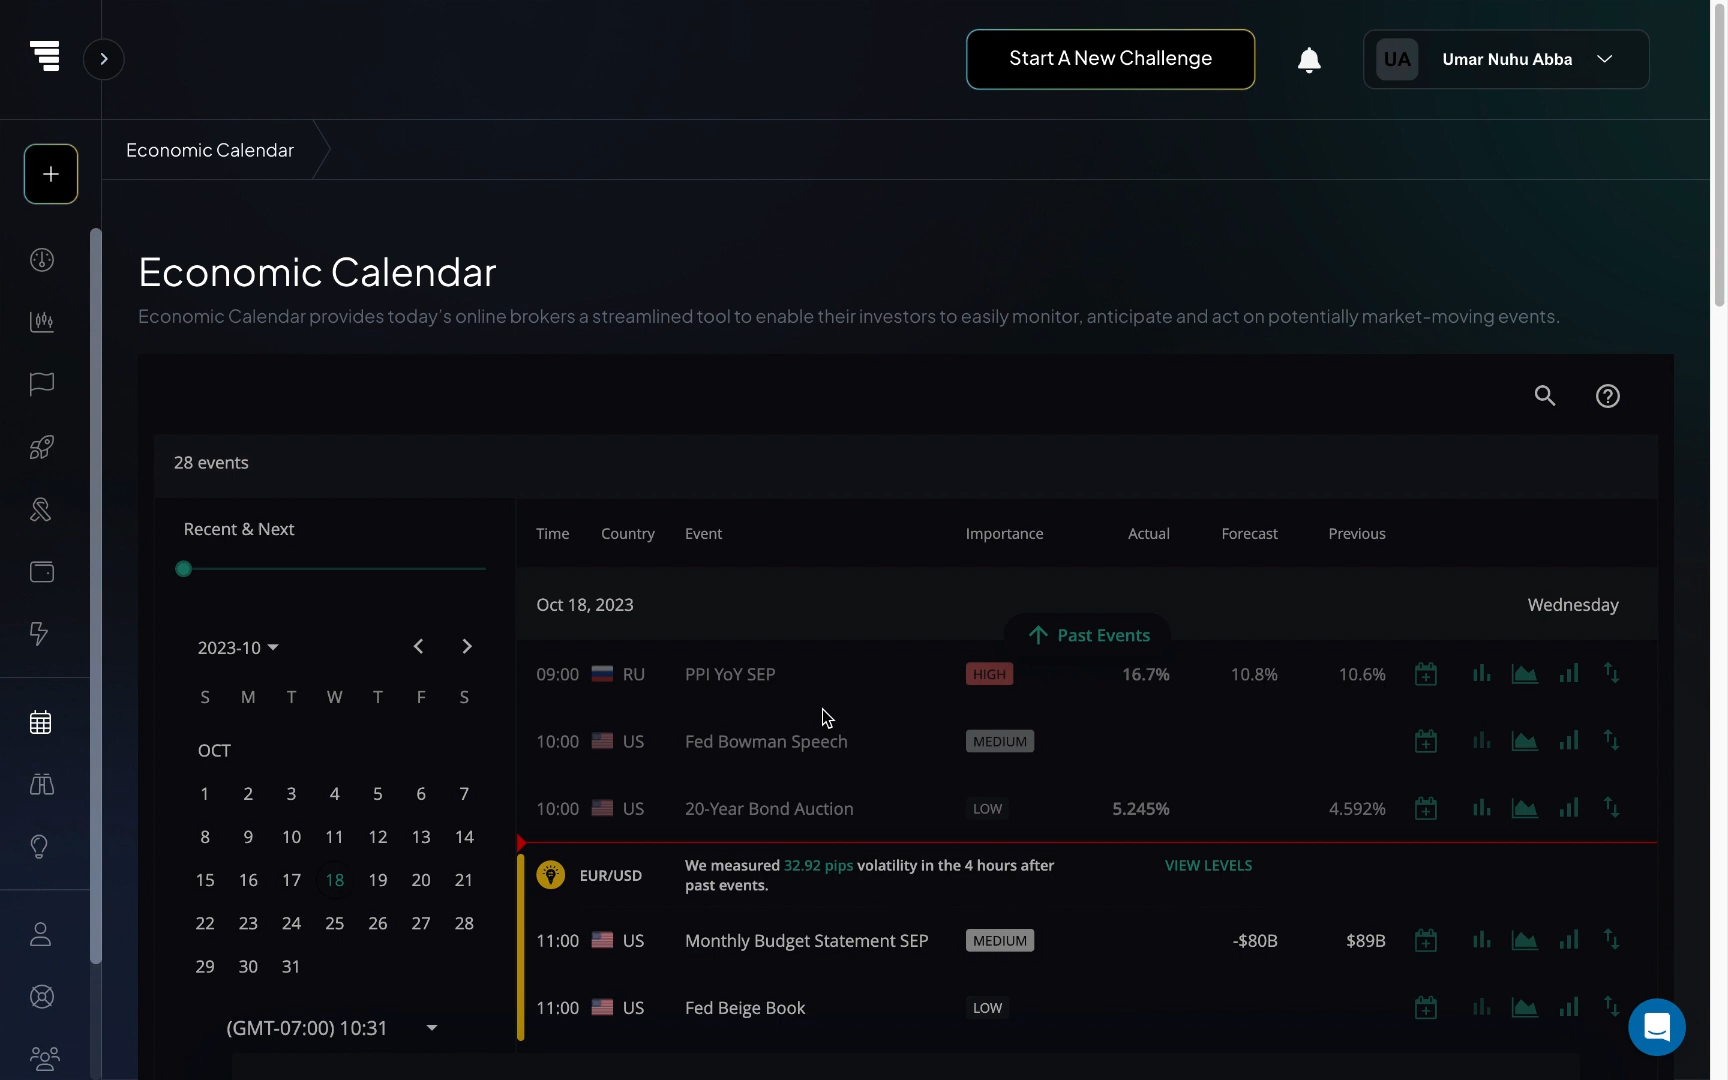 Start A New Challenge
UA
Umar Nuhu Abba
Economic Calendar
Economic Calendar
Economic Calendar provides today's online brokers a streamlined tool to enable their investors to easily monitor, anticipate and act on potentially market-moving events.
28 events
Recent & Next
2023-10
S M T W T F S
OCT
1 2 3 4 5 6 7
8 9 10 11 12 13 14
15 16 17 18 19 20 21
22 23 24 25 26 27 28
29 30 31
(GMT-07:00) 10:31
Time Country Event Importance Actual Forecast Previous
Oct 18, 2023 Wednesday
Past Events
09:00 RU PPI YoY SEP HIGH 16.7% 10.8% 10.6%
10:00 US Fed Bowman Speech MEDIUM
10:00 US 20-Year Bond Auction LOW 5.245% 4.592%
EUR/USD We measured 32.92 pips volatility in the 4 hours after VIEW LEVELS
past events.
11:00 US Monthly Budget Statement SEP MEDIUM -$80B $89B
11:00 US Fed Beige Book LOW